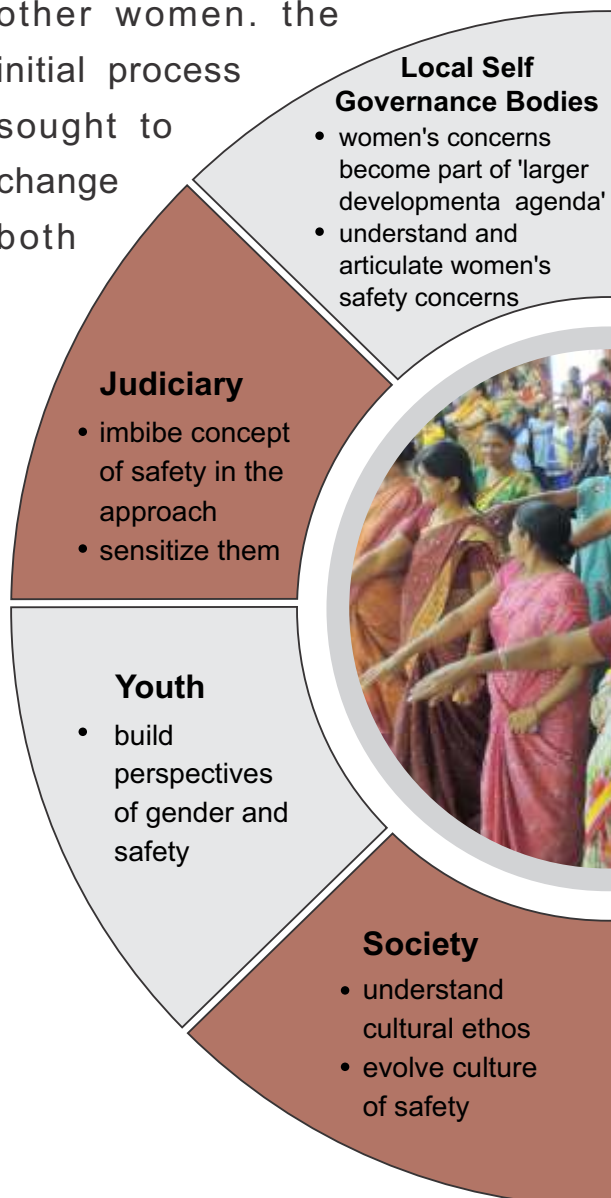 other women. the
initial process
sought to
change
both
Local Self
Governance Bodies
• women's concerns
become part of 'larger
developmenta agenda'
• understand and
articulate women's
safety concerns
Judiciary
• imbibe concept
of safety in the
approach
• sensitize them
Youth
• build
perspectives
of gender and
safety
Society
• understand
cultural ethos
• evolve culture
of safety